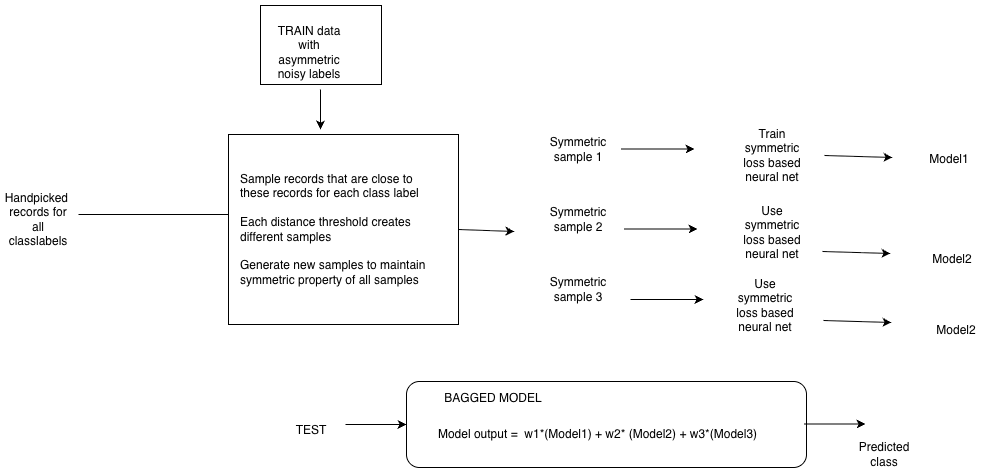 TRAIN data
with
asymmetric
noisy labels
Handpicked
records for
all
classlabels
Sample records that are close to
these records for each class label
Each distance threshold creates
different samples
Generate new samples to maintain
symmetric property of all samples
Symmetric
sample 1
Train
symmetric
loss based
neural net
Model1
Symmetric
sample 2
Use
symmetric
loss based
neural net
Model2
Symmetric
sample 3
Use
symmetric
loss based
neural net
Model2
TEST
BAGGED MODEL
Model output = w1*(Model1) + w2* (Model2) + w3*(Model3)
Predicted
class